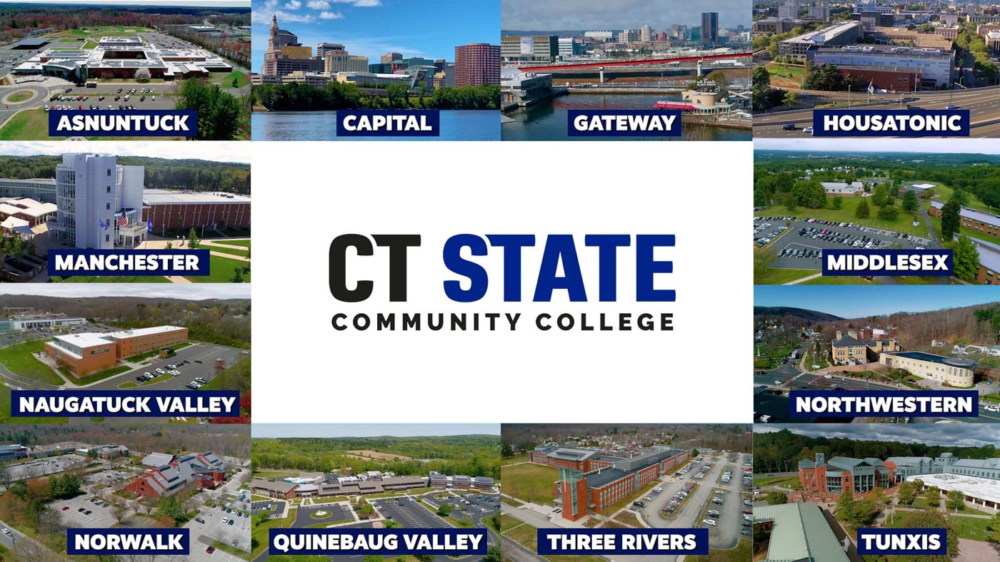 ASNUNTUCK
CAPITAL
GATEWAY
HOUSATONIC
MANCHESTER
MIDDLESEX
CT STATE
COMMUNITY COLLEGE
NAUGATUCK VALLEY
NORTHWESTERN
NORWALK
QUINEBAUG VALLEY
THREE RIVERS
TUNXIS